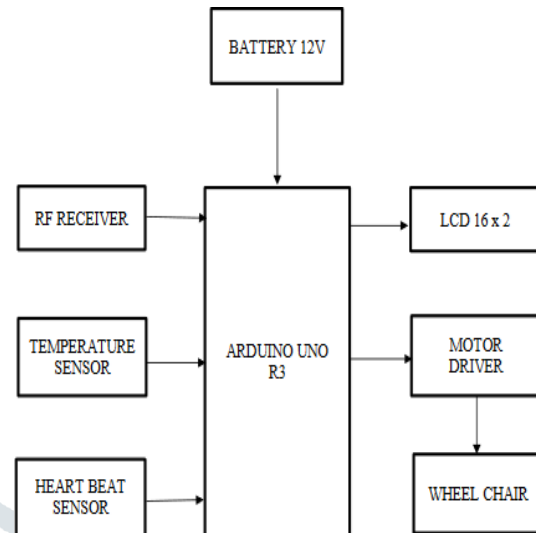 BATTERY 12V
RF RECEIVER
LCD 16 x 2
TEMPERATURE
SENSOR
ARDUINO UNO
R3
MOTOR
DRIVER
HEART BEAT
SENSOR
WHEEL CHAIR